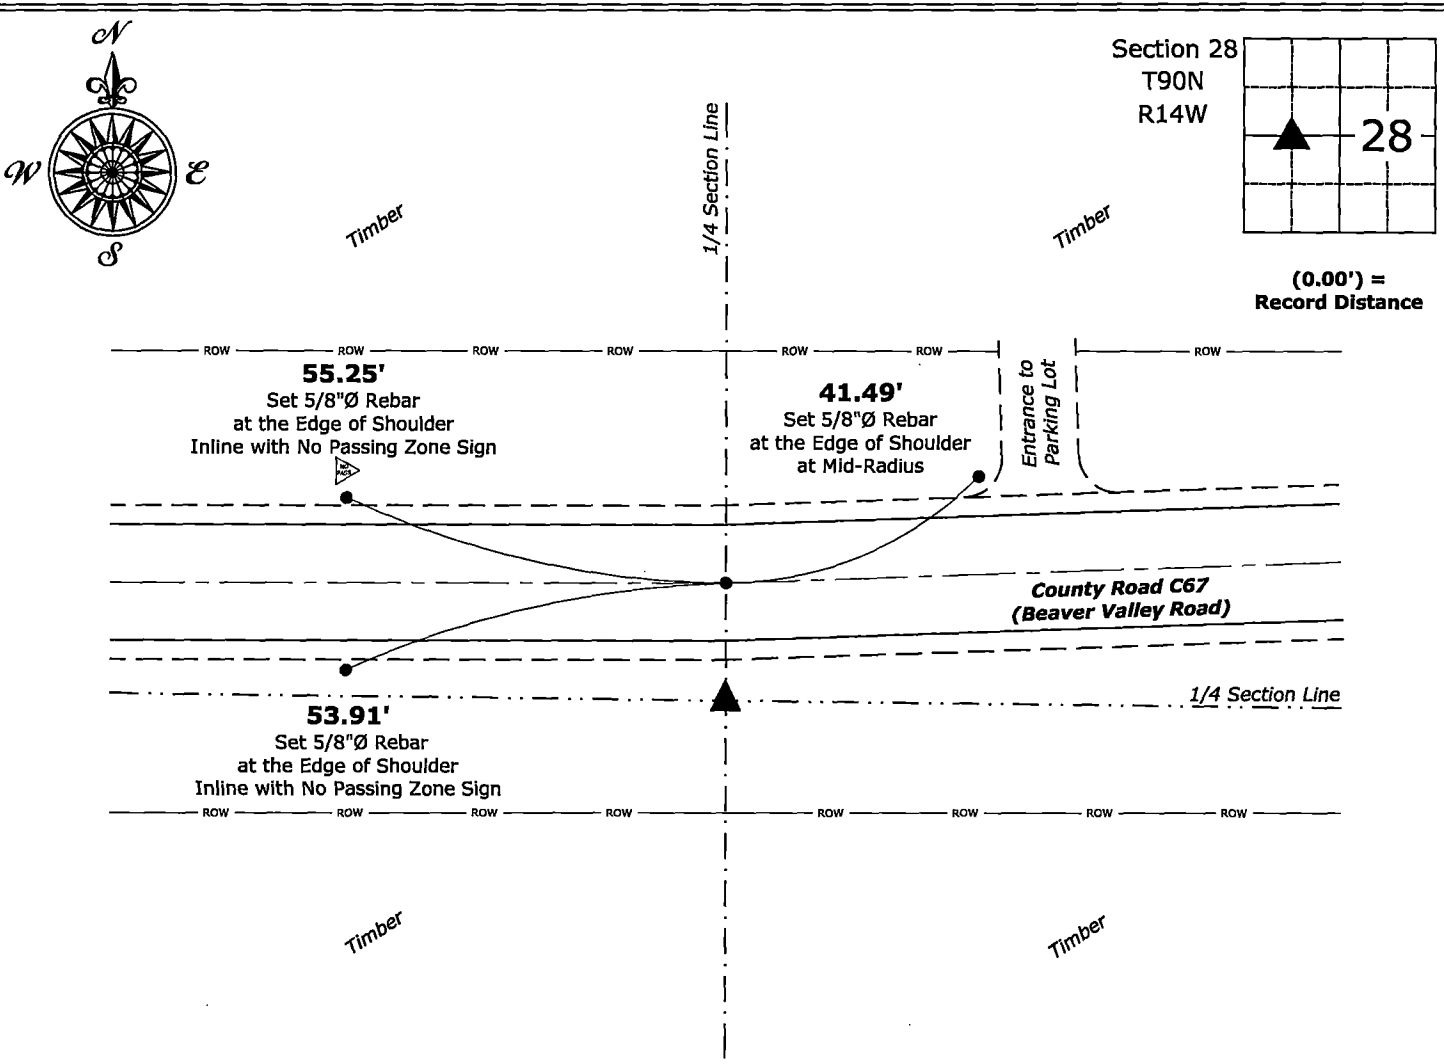 N
W
E
S
Section 28
T90N
R14W
28
(0.00') =
Record Distance
1/4 Section Line
Timber
Timber
ROW ROW ROW ROW ROW ROW ROW
55.25'
Set 5/8"Ø Rebar
at the Edge of Shoulder
Inline with No Passing Zone Sign
NO
PASS
41.49'
Set 5/8"Ø Rebar
at the Edge of Shoulder
at Mid-Radius
Entrance to
Parking Lot
County Road C67
(Beaver Valley Road)
1/4 Section Line
53.91'
Set 5/8"Ø Rebar
at the Edge of Shoulder
Inline with No Passing Zone Sign
ROW ROW ROW ROW ROW ROW ROW ROW
Timber
Timber